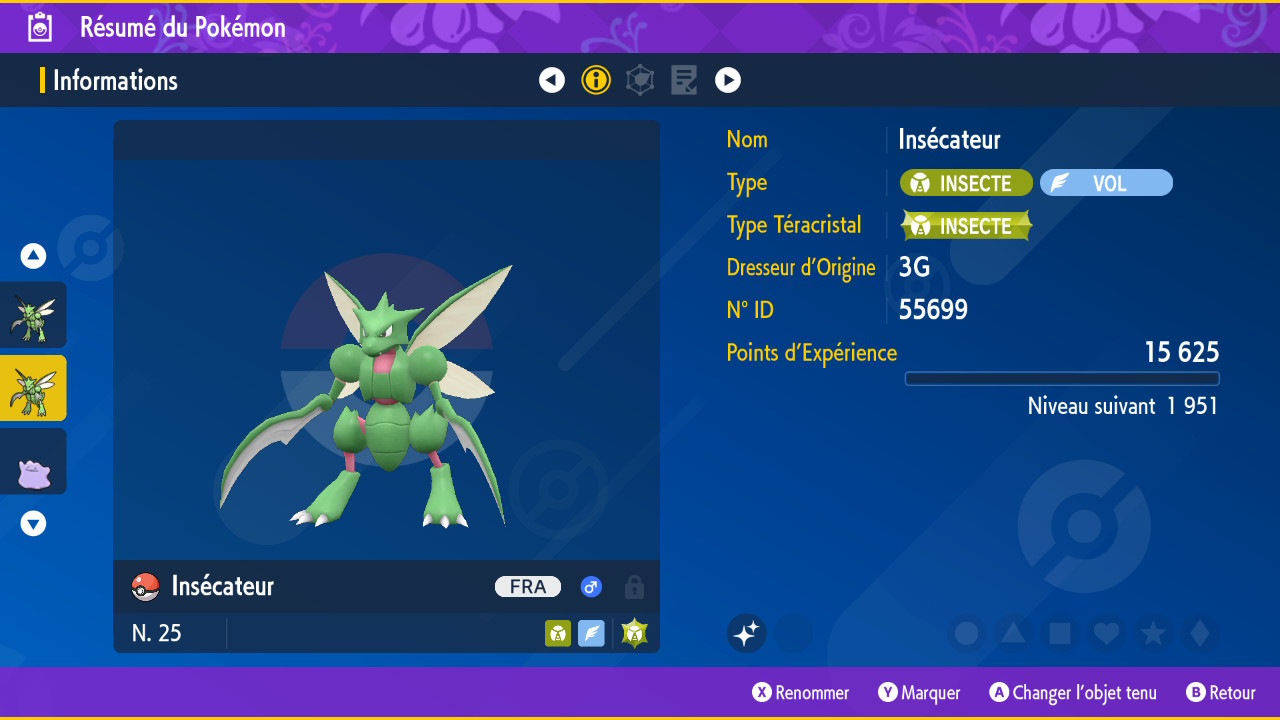 Résumé du Pokémon
Informations
Nom Insécateur
Type INSECTE VOL
Type Téracristal INSECTE
Dresseur d'Origine 3G
N° ID 55699
Points d'Expérience 15 625
Niveau suivant 1 951
Insécateur FRA
N. 25
X Renommer Y Marquer A Changer l'objet tenu B Retour